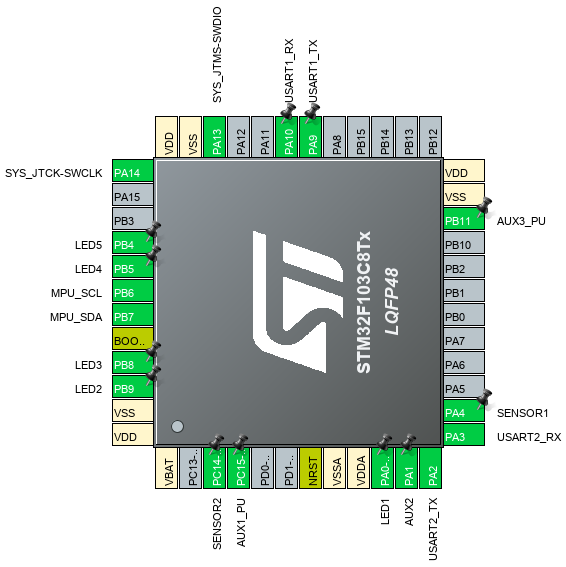 SYS_JTMS-SWDIO
USART1_RX
USART1_TX
VDD
VSS
PA13
PA12
PA11
PA10
PA9
PA8
PB15
PB14
PB13
PB12
SYS_JTCK-SWCLK
PA14
PA15
PB3
LED5
PB4
LED4
PB5
MPU_SCL
PB6
MPU_SDA
PB7
BOO..
LED3
PB8
LED2
PB9
VSS
VDD
STM32F103C8Tx
LQFP48
VDD
VSS
PB11
AUX3_PU
PB10
PB2
PB1
PB0
PA7
PA6
PA5
PA4
SENSOR1
PA3
USART2_RX
VBAT
PC13-..
PC14-..
PC15-..
PD0-..
PD1-..
NRST
VSSA
VDDA
PA0-..
PA1
PA2
SENSOR2
AUX1_PU
LED1
AUX2
USART2_TX